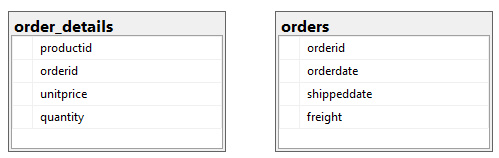 order_details
productid
orderid
unitprice
quantity
orders
orderid
orderdate
shippeddate
freight